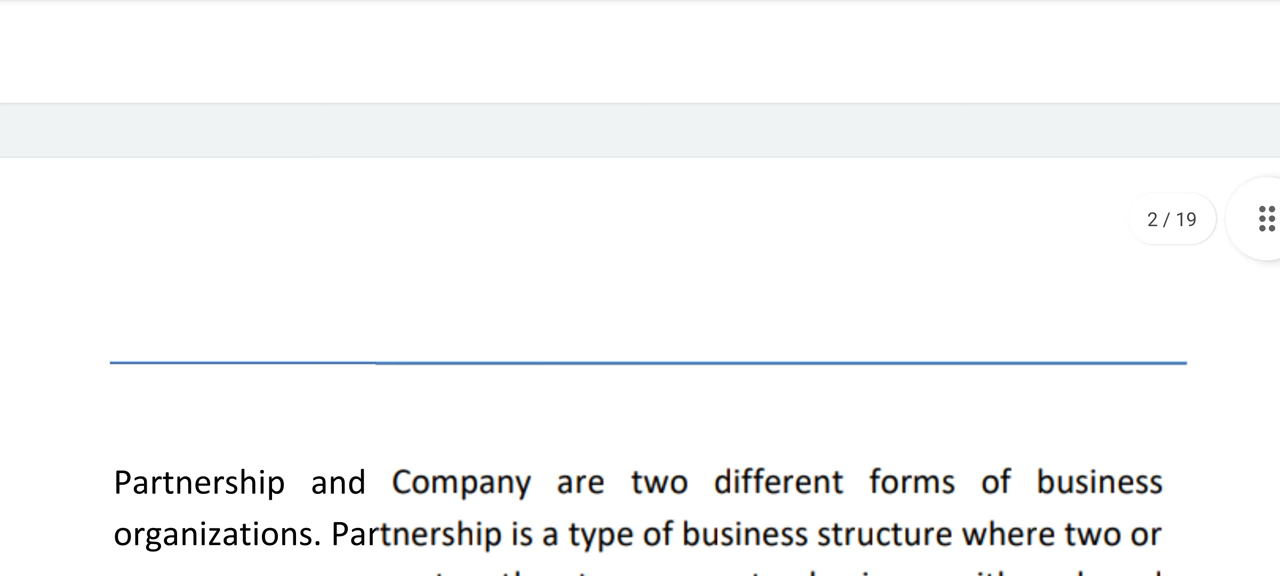 2 / 19
Partnership and Company are two different forms of business
organizations. Partnership is a type of business structure where two or